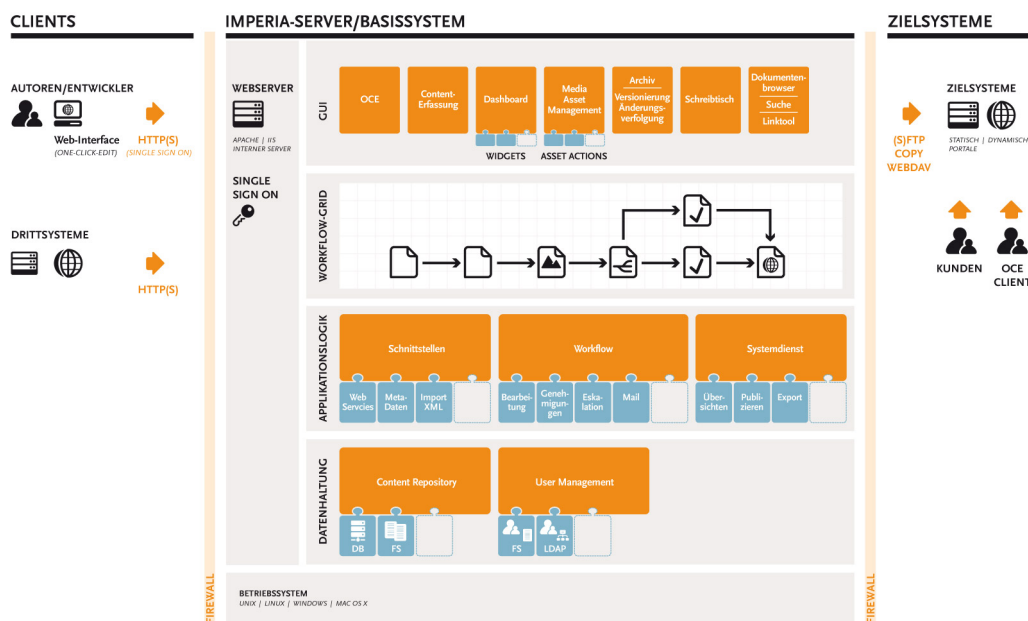 CLIENTS
AUTOREN/ENTWICKLER
Web-Interface
(ONE-CLICK-EDIT)
HTTP(S)
(SINGLE SIGN ON)
DRITTSYSTEME
HTTP(S)
FIREWALL
IMPERIA-SERVER/BASISSYSTEM
WEBSERVER
APACHE | IIS
INTERNER SERVER
SINGLE
SIGN ON
GUI
OCE
Content-
Erfassung
Dashboard
WIDGETS
Media
Asset
Management
ASSET ACTIONS
Archiv
Versionierung
Änderungs-
verfolgung
Schreibtisch
Dokumenten-
browser
Suche
Linktool
WORKFLOW-GRID
APPLIKATIONSLOGIK
Schnittstellen
Web
Servcies
Meta-
Daten
Import
XML
Workflow
Bearbei-
tung
Geneh-
migun-
gen
Eska-
lation
Mail
Systemdienst
Über-
sichten
Publi-
zieren
Export
DATENHALTUNG
Content Repository
DB
FS
User Management
FS
LDAP
BETRIEBSSYSTEM
UNIX | LINUX | WINDOWS | MAC OS X
FIREWALL
ZIELSYSTEME
(S)FTP
COPY
WEBDAV
ZIELSYSTEME
STATISCH | DYNAMISCH
PORTALE
KUNDEN
OCE
CLIENT